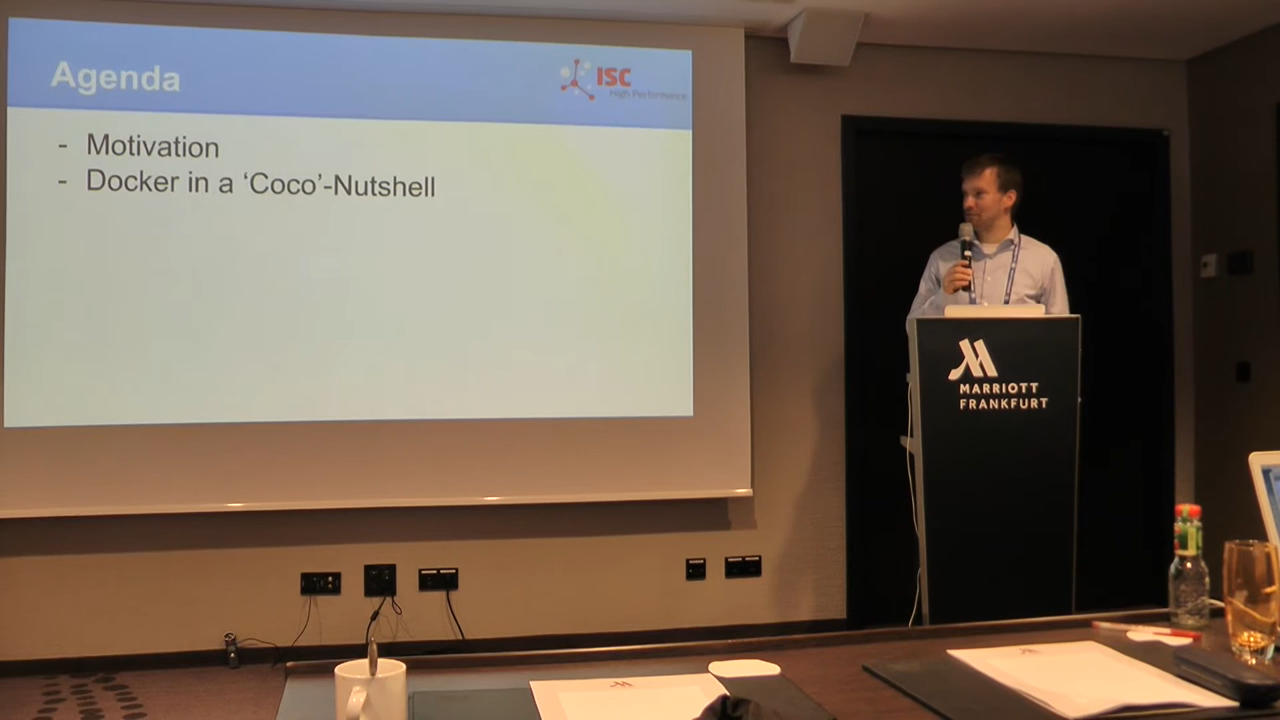 Agenda
ISC
High Performance
- Motivation
- Docker in a ‘Coco’-Nutshell
MARRIOTT
FRANKFURT